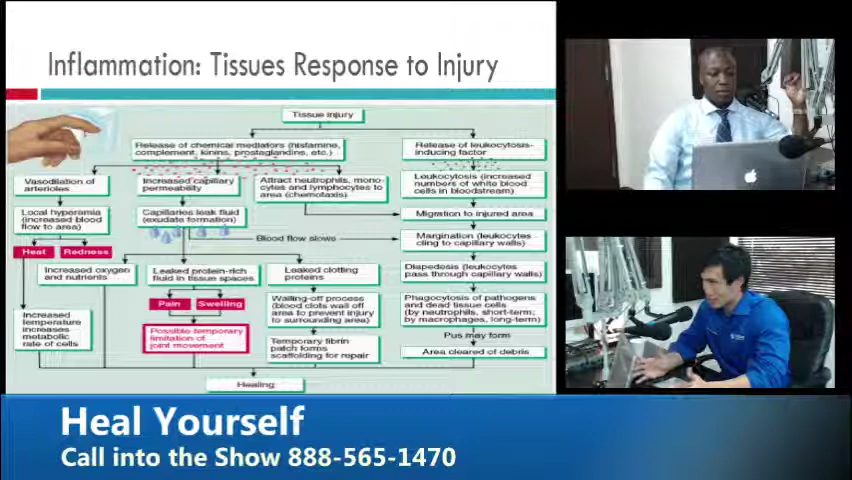 Inflammation: Tissues Response to Injury
Tissue injury
Release of chemical mediators (histamine,
complement, kinins, prostaglandins, etc.)
Release of leukocytosis-
inducing factor
Vasodilation of
arterioles
Increased capillary
permeability
Attract neutrophils, mono-
cytes and lymphocytes to
area (chemotaxis)
Leukocytosis (increased
numbers of white blood
cells in bloodstream)
Local hyperemia
(increased blood
flow to area)
Capillaries leak fluid
(exudate formation)
Migration to injured area
Blood flow slows
Margination (leukocytes
cling to capillary walls)
Heat
Redness
Increased oxygen
and nutrients
Leaked protein-rich
fluid in tissue spaces
Leaked clotting
proteins
Diapedesis (leukocytes
pass through capillary walls)
Pain
Swelling
Walling-off process
(blood clots wall off
area to prevent injury
to surrounding area)
Phagocytosis of pathogens
and dead tissue cells
(by neutrophils, short-term;
by macrophages, long-term)
Increased
temperature
increases
metabolic
rate of cells
Possible temporary
limitation of
joint movement
Temporary fibrin
patch forms
scaffolding for repair
Pus may form
Area cleared of debris
Healing
Heal Yourself
Call into the Show 888-565-1470